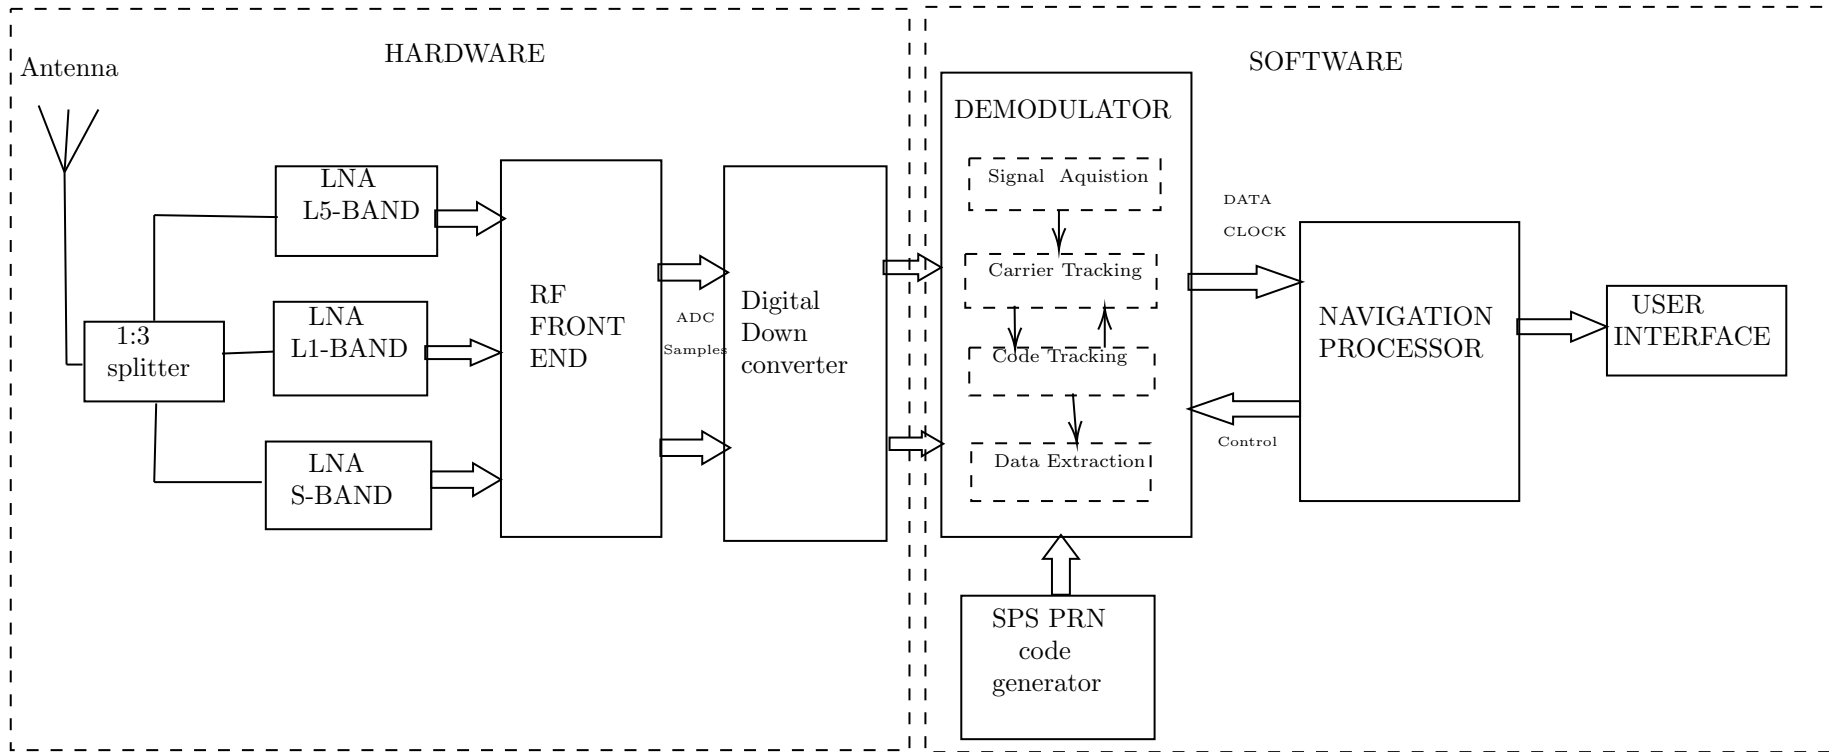 HARDWARE
Antenna
LNA
L5-BAND
LNA
L1-BAND
1:3
splitter
LNA
S-BAND
RF
FRONT
END
ADC
Samples
Digital
Down
converter
SOFTWARE
DEMODULATOR
Signal Aquistion
Carrier Tracking
Code Tracking
Data Extraction
SPS PRN
code
generator
DATA
CLOCK
Control
NAVIGATION
PROCESSOR
USER
INTERFACE